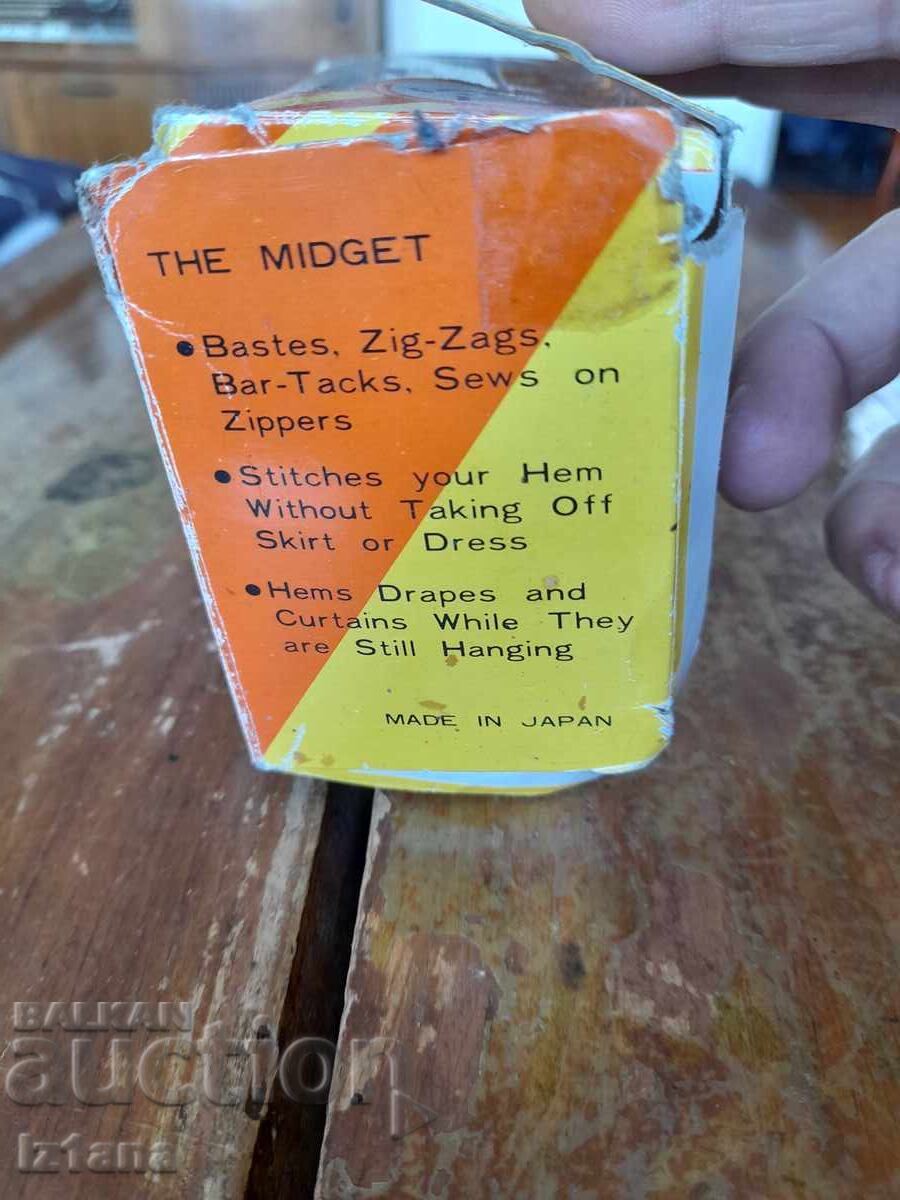 THE MIDGET
• Bastes, Zig-Zags,
Bar-Tacks, Sews on
Zippers
• Stitches your Hem
Without Taking Off
Skirt or Dress
• Hems Drapes and
Curtains While They
are Still Hanging
MADE IN JAPAN
BALKAN
auction
Iz1ana